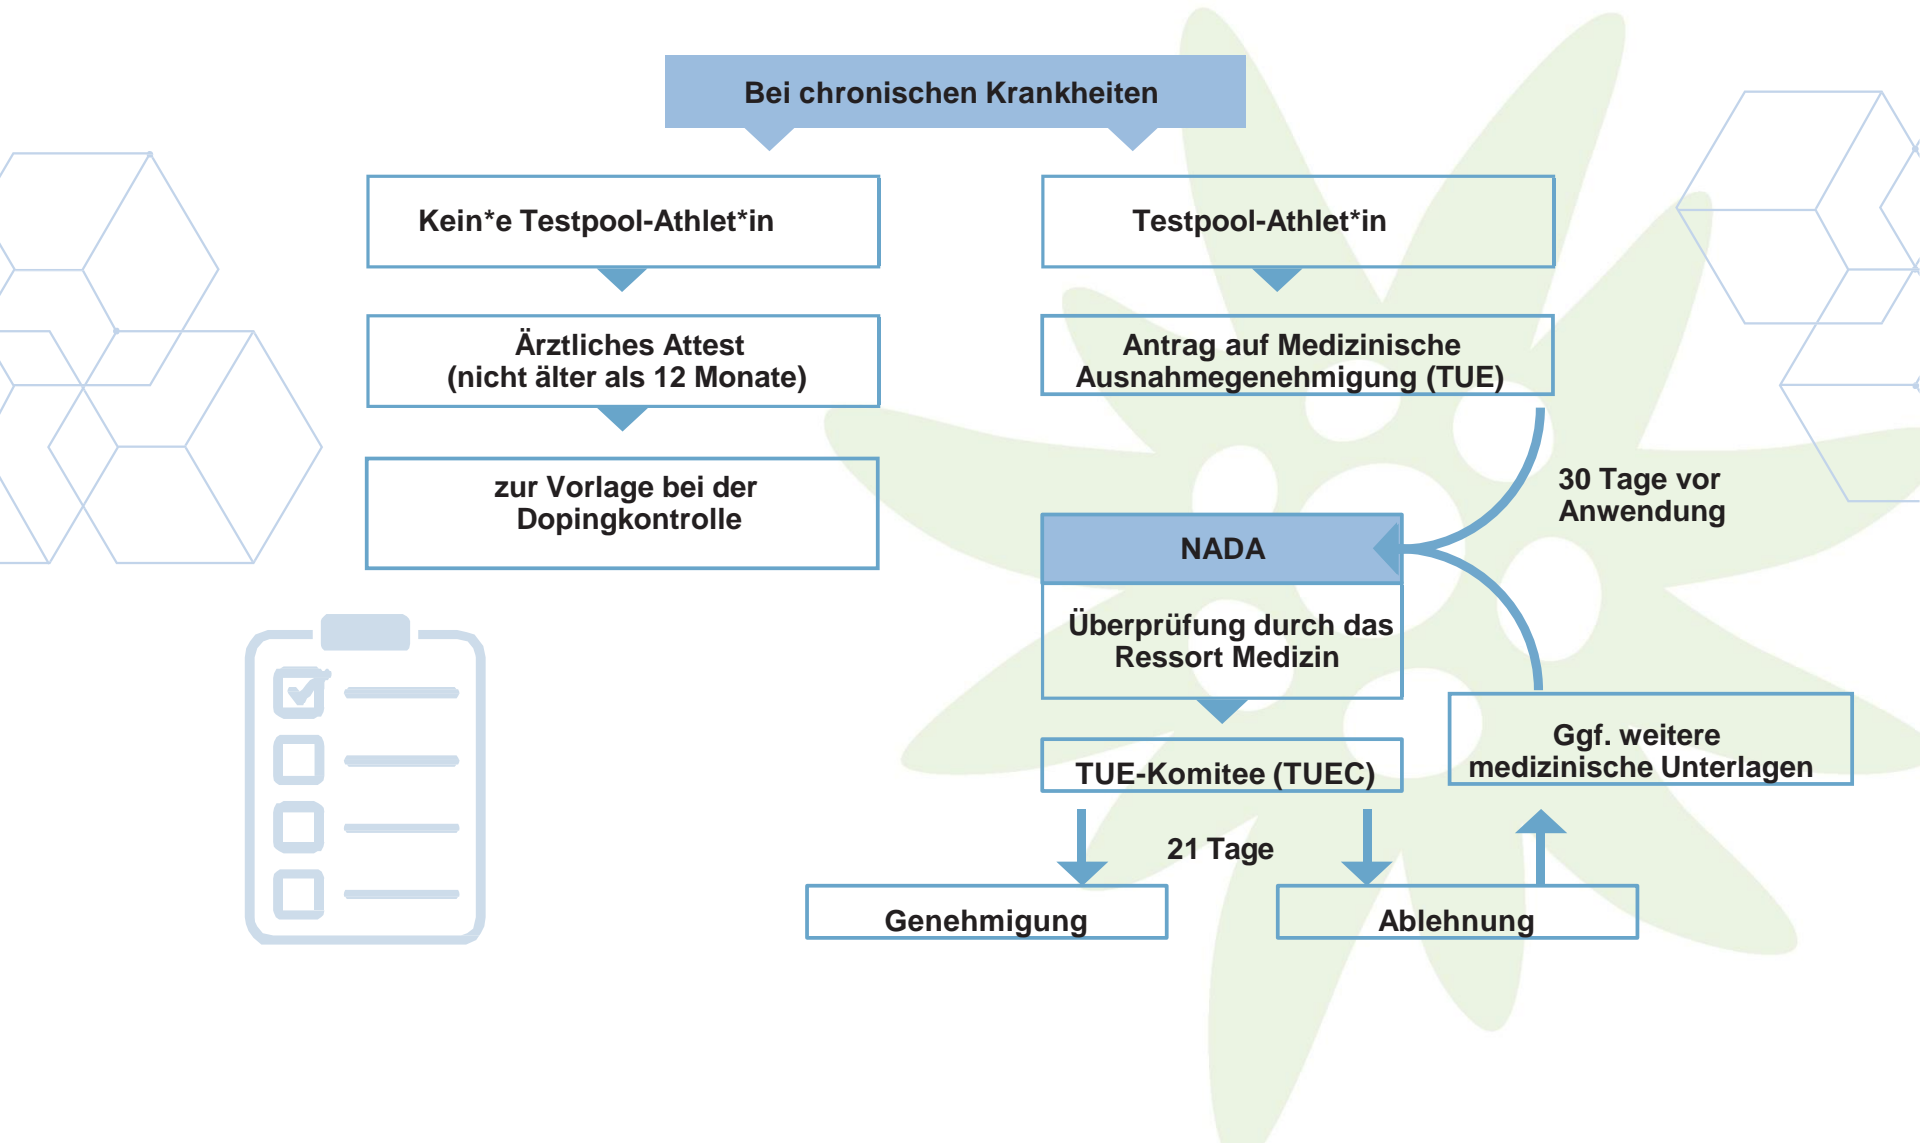 Bei chronischen Krankheiten
Kein*e Testpool-Athlet*in
Ärztliches Attest
(nicht älter als 12 Monate)
zur Vorlage bei der
Dopingkontrolle
Testpool-Athlet*in
Antrag auf Medizinische
Ausnahmegenehmigung (TUE)
30 Tage vor
Anwendung
NADA
Überprüfung durch das
Ressort Medizin
TUE-Komitee (TUEC)
21 Tage
Genehmigung
Ablehnung
Ggf. weitere
medizinische Unterlagen